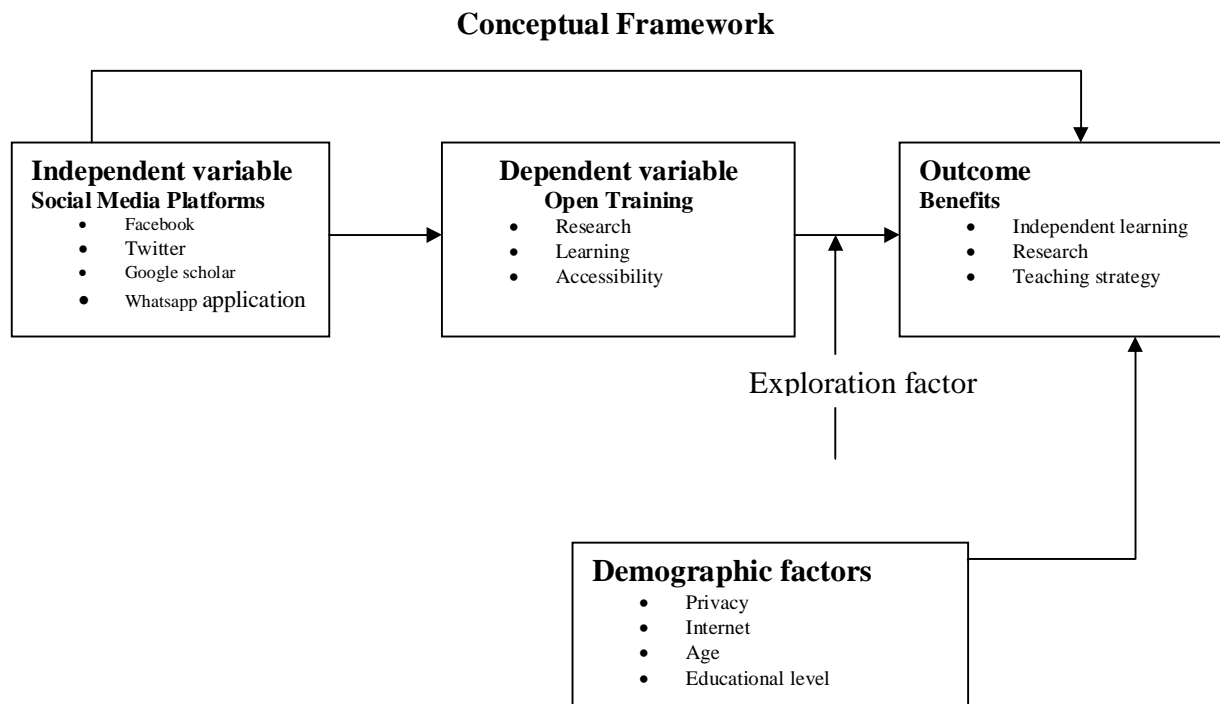 Conceptual Framework
Independent variable
Social Media Platforms
• Facebook
• Twitter
• Google scholar
• Whatsapp application
Dependent variable
Open Training
• Research
• Learning
• Accessibility
Outcome
Benefits
• Independent learning
• Research
• Teaching strategy
Exploration factor
Demographic factors
• Privacy
• Internet
• Age
• Educational level